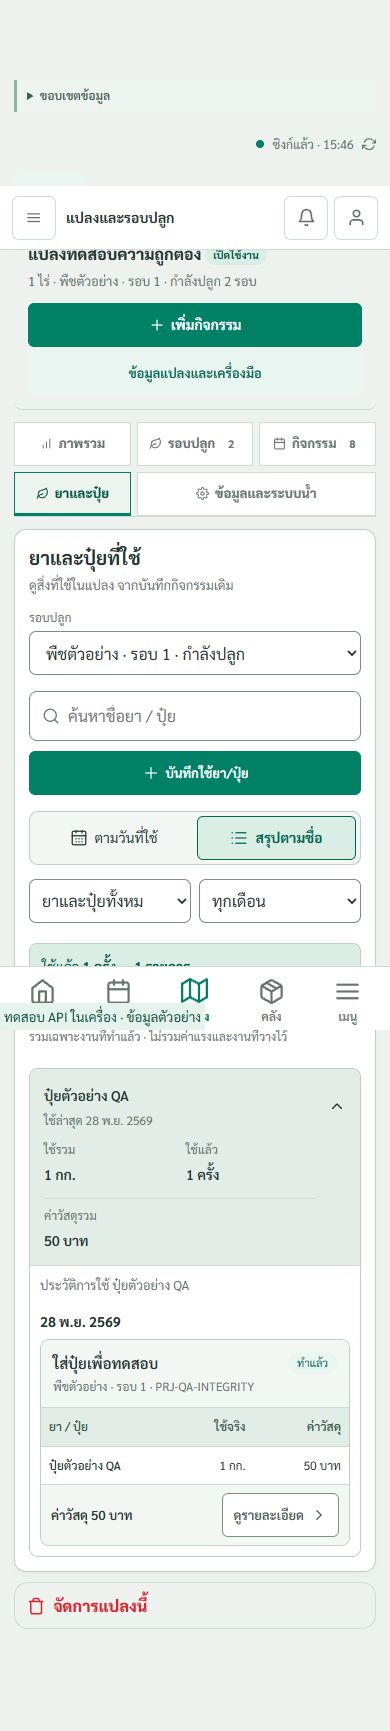 ขอบเขตข้อมูล
ซิงก์แล้ว · 15:46
แปลงและรอบปลูก
แปลงทดสอบความถูกต้อง เปิดใช้งาน
1 ไร่ · พืชตัวอย่าง · รอบ 1 · กำลังปลูก 2 รอบ
+ เพิ่มกิจกรรม
ข้อมูลแปลงและเครื่องมือ
ภาพรวม รอบปลูก 2 กิจกรรม 8
ยาและปุ๋ย ข้อมูลและระบบน้ำ
ยาและปุ๋ยที่ใช้
ดูสิ่งที่ใช้ในแปลง จากบันทึกกิจกรรมเดิม
รอบปลูก
พืชตัวอย่าง · รอบ 1 · กำลังปลูก
ค้นหาชื่อยา / ปุ๋ย
+ บันทึกใช้ยา/ปุ๋ย
ตามวันที่ใช้ สรุปตามชื่อ
ยาและปุ๋ยทั้งหม ทุกเดือน
คลัง เมนู
ทดสอบ API ในเครื่อง · ข้อมูลตัวอย่าง
รวมเฉพาะงานที่ทำแล้ว · ไม่รวมค่าแรงและงานที่วางไว้
ปุ๋ยตัวอย่าง QA
ใช้ล่าสุด 28 พ.ย. 2569
ใช้รวม ใช้แล้ว
1 กก. 1 ครั้ง
ค่าวัสดุรวม
50 บาท
ประวัติการใช้ ปุ๋ยตัวอย่าง QA
28 พ.ย. 2569
ใส่ปุ๋ยเพื่อทดสอบ ทำแล้ว
พืชตัวอย่าง · รอบ 1 · PRJ-QA-INTEGRITY
ยา / ปุ๋ย ใช้จริง ค่าวัสดุ
ปุ๋ยตัวอย่าง QA 1 กก. 50 บาท
ค่าวัสดุ 50 บาท ดูรายละเอียด
จัดการแปลงนี้